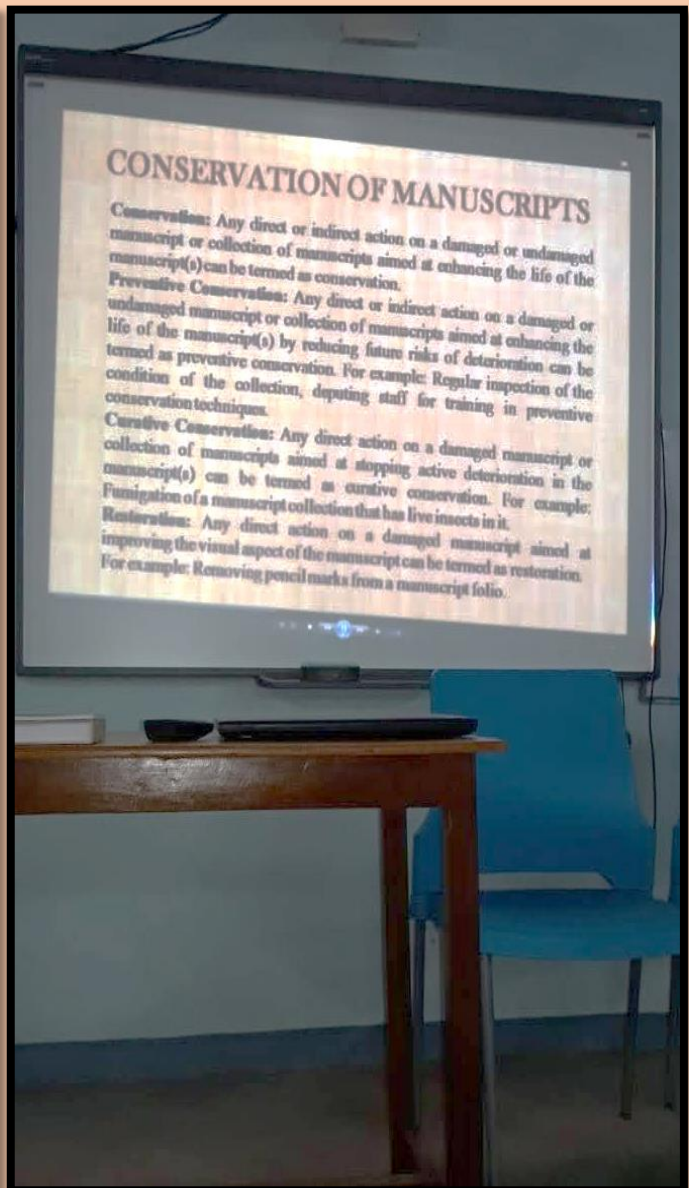 CONSERVATION OF MANUSCRIPTS
Conservation: Any direct or indirect action on a damaged or undamaged
manuscript or collection of manuscripts aimed at enhancing the life of the
manuscript(s) can be termed as conservation.
Preventive Conservation: Any direct or indirect action on a damaged or
undamaged manuscript or collection of manuscripts aimed at enhancing the
life of the manuscript(s) by reducing future risks of deterioration can be
termed as preventive conservation. For example: Regular inspection of the
condition of the collection, deputing staff for training in preventive
conservation techniques.
Curative Conservation: Any direct action on a damaged manuscript or
collection of manuscripts aimed at stopping active deterioration in the
manuscript(s) can be termed as curative conservation. For example:
Fumigation of a manuscript collection that has live insects in it.
Restoration: Any direct action on a damaged manuscript aimed at
improving the visual aspect of the manuscript can be termed as restoration.
For example: Removing pencil marks from a manuscript folio.